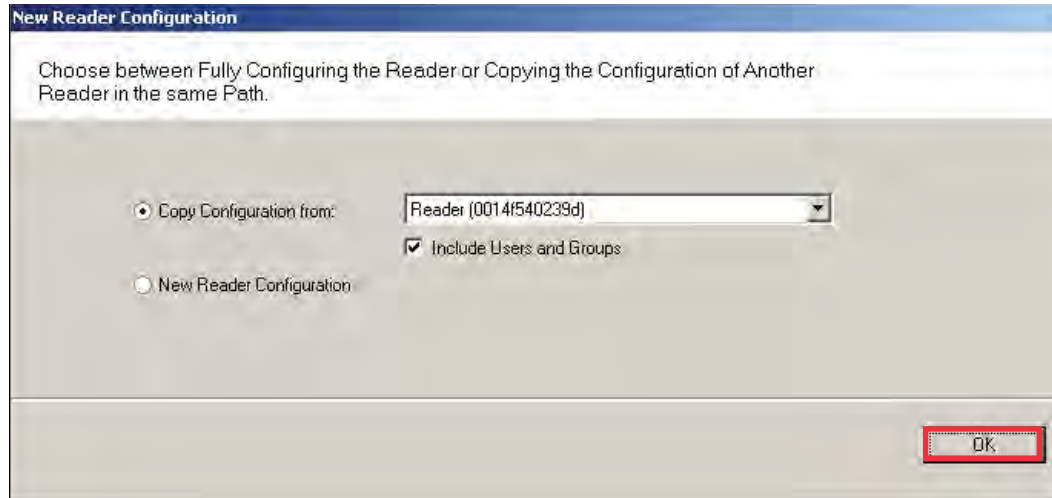 New Reader Configuration
Choose between Fully Configuring the Reader or Copying the Configuration of Another
Reader in the same Path.
Copy Configuration from:
Reader (0014f540239d)
Include Users and Groups
New Reader Configuration
OK